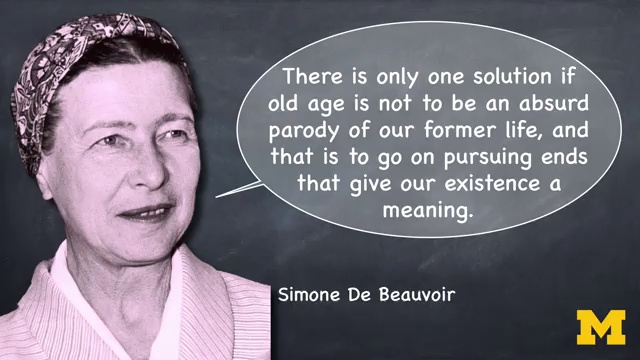 There is only one solution if
old age is not to be an absurd
parody of our former life, and
that is to go on pursuing ends
that give our existence a
meaning.
Simone De Beauvoir
M